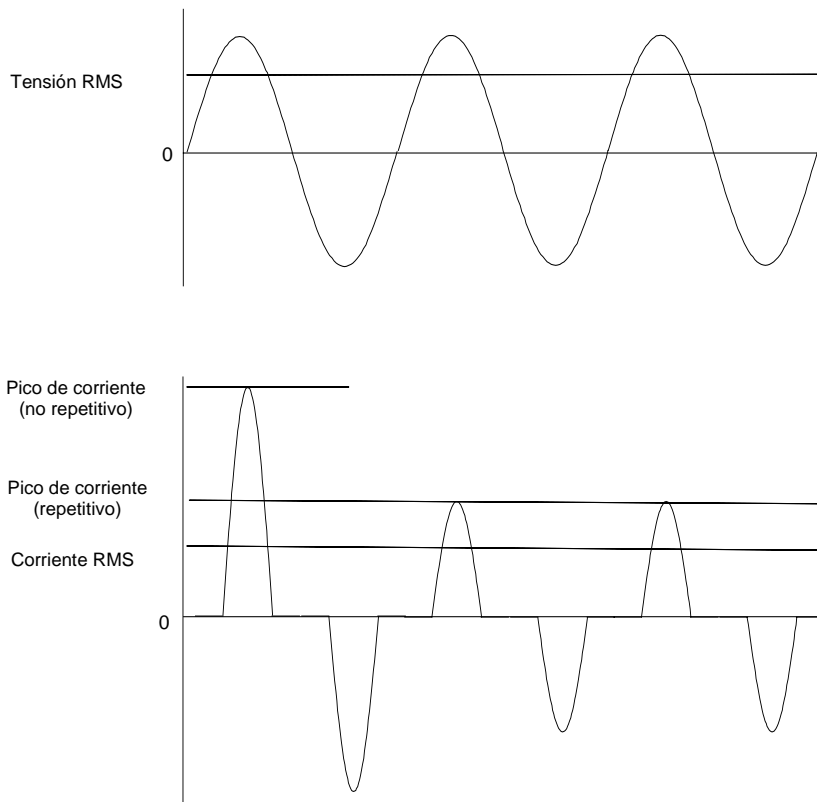 Tensión RMS
0
Pico de corriente
(no repetitivo)
Pico de corriente
(repetitivo)
Corriente RMS
0